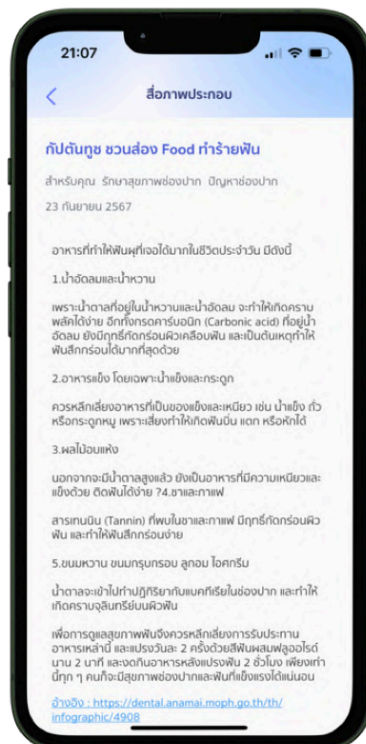 21:07
สื่อภาพประกอบ
กัปตันทูธ ชวนส่อง Food ทำร้ายฟัน
สำหรับคุณ รักษาสุขภาพช่องปาก ปัญหาช่องปาก
23 กันยายน 2567
อาหารที่ทำให้ฟันผุที่เจอได้มากในชีวิตประจำวัน มีดังนี้
1.น้ำอัดลมและน้ำหวาน
เพราะน้ำตาลที่อยู่ในน้ำหวานและน้ำอัดลม จะทำให้เกิดคราบ
พลัคได้ง่าย อีกทั้งกรดคาร์บอนิก (Carbonic acid) ที่อยู่น้ำ
อัดลม ยังมีฤทธิ์กัดกร่อนผิวเคลือบฟัน และเป็นต้นเหตุทำให้
ฟันสึกกร่อนได้มากที่สุดด้วย
2.อาหารแข็ง โดยเฉพาะน้ำแข็งและกระดูก
ควรหลีกเลี่ยงอาหารที่เป็นของแข็งและเหนียว เช่น น้ำแข็ง ถั่ว
หรือกระดูกหมู เพราะเสี่ยงทำให้เกิดฟันบิ่น แตก หรือหักได้
3.ผลไม้อบแห้ง
นอกจากจะมีน้ำตาลสูงแล้ว ยังเป็นอาหารที่มีความเหนียวและ
แข็งด้วย ติดฟันได้ง่าย ?4.ชาและกาแฟ
สารเทนนิน (Tannin) ที่พบในชาและกาแฟ มีฤทธิ์กัดกร่อนผิว
ฟัน และทำให้ฟันสึกกร่อนง่าย
5.ขนมหวาน ขนมกรุบกรอบ ลูกอม ไอศกรีม
น้ำตาลจะเข้าไปทำปฏิกิริยากับแบคทีเรียในช่องปาก และทำให้
เกิดคราบจุลินทรีย์บนผิวฟัน
เพื่อการดูแลสุขภาพฟันจึงควรหลีกเลี่ยงการรับประทาน
อาหารเหล่านี้ และแปรงวันละ 2 ครั้งด้วยสีฟันผสมฟลูออไรด์
นาน 2 นาที และงดกินอาหารหลังแปรงฟัน 2 ชั่วโมง เพียงเท่า
นี้ทุก ๆ คนก็จะมีสุขภาพช่องปากและฟันที่แข็งแรงได้แน่นอน
อ้างอิง : https://dental.anamai.moph.go.th/th/
infographic/4908